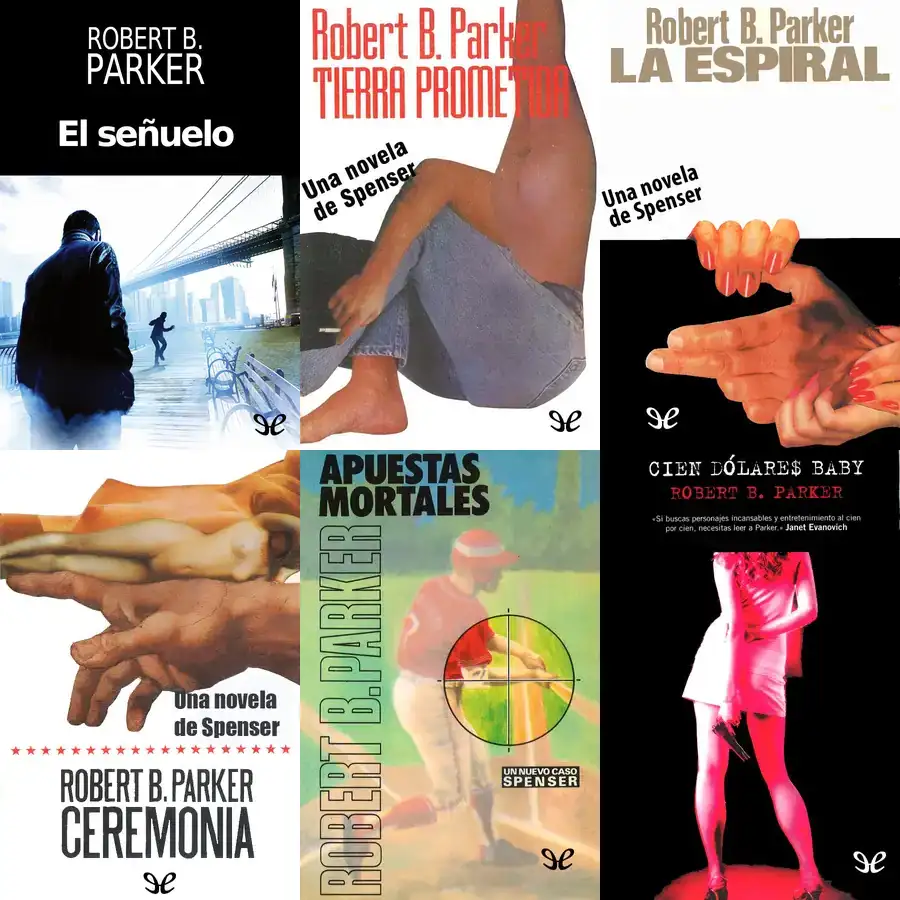 ROBERT B.
PARKER
El señuelo
Robert B. Parker
TIERRA PROMETIDA
Una novela
de Spenser
Robert B. Parker
LA ESPIRAL
Una novela
de Spenser
Una novela
de Spenser
ROBERT B. PARKER
CEREMONIA
APUESTAS
MORTALES
ROBERT B. PARKER
UN NUEVO CASO
SPENSER
CIEN DÓLARE$ BABY
ROBERT B. PARKER
«Si buscas personajes incansables y entretenimiento al cien
por cien, necesitas leer a Parker.» Janet Evanovich